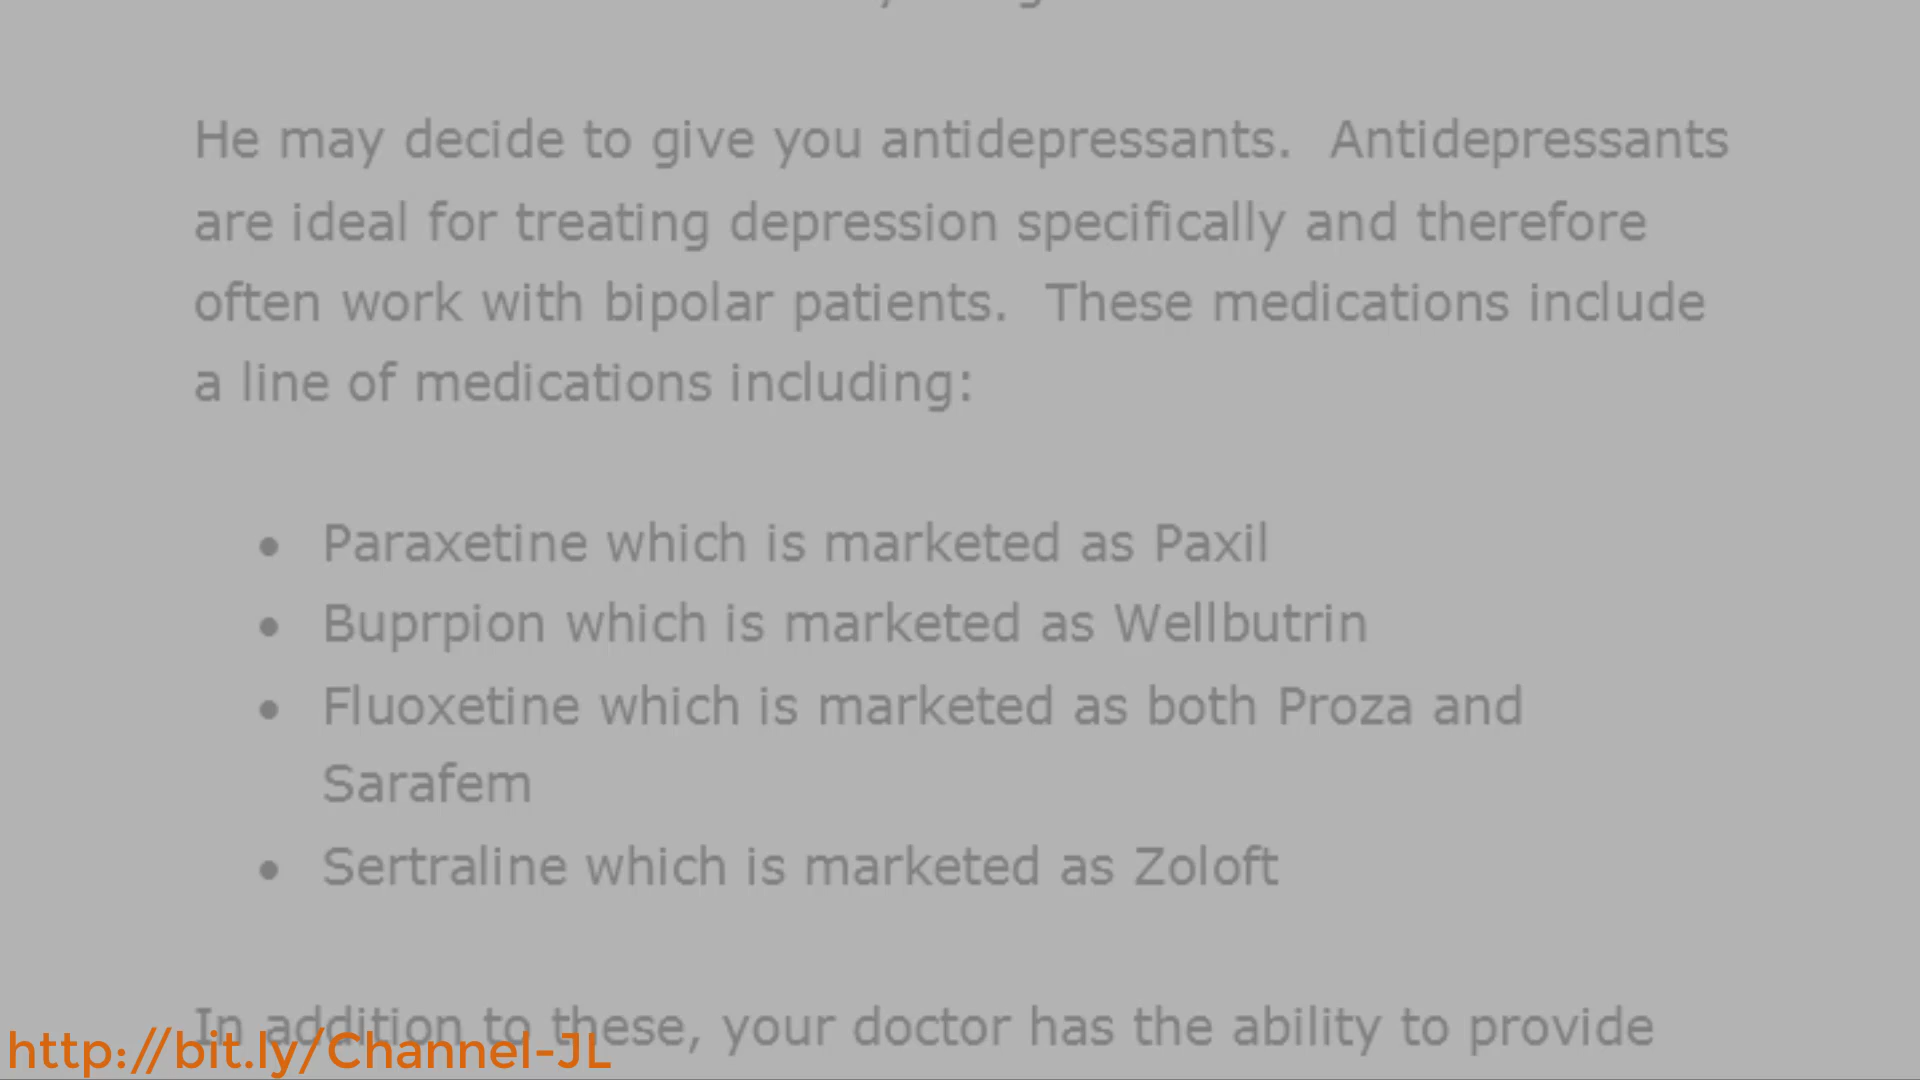 He may decide to give you antidepressants. Antidepressants
are ideal for treating depression specifically and therefore
often work with bipolar patients. These medications include
a line of medications including:
• Paraxetine which is marketed as Paxil
• Buprpion which is marketed as Wellbutrin
• Fluoxetine which is marketed as both Proza and
Sarafem
• Sertraline which is marketed as Zoloft
In addition to these, your doctor has the ability to provide
http://bit.ly/Channel-JL